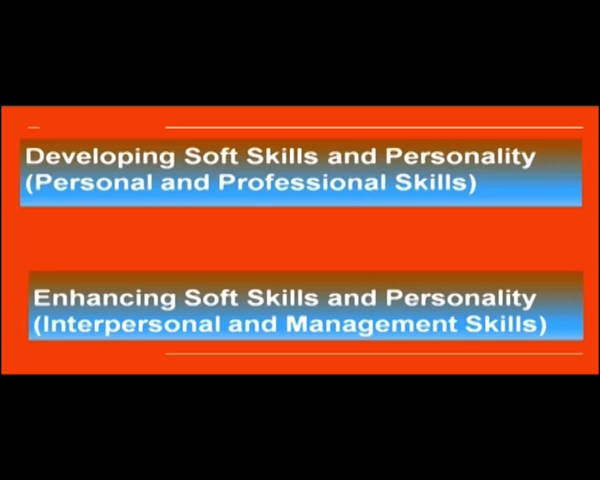 Developing Soft Skills and Personality
(Personal and Professional Skills)
Enhancing Soft Skills and Personality
(Interpersonal and Management Skills)